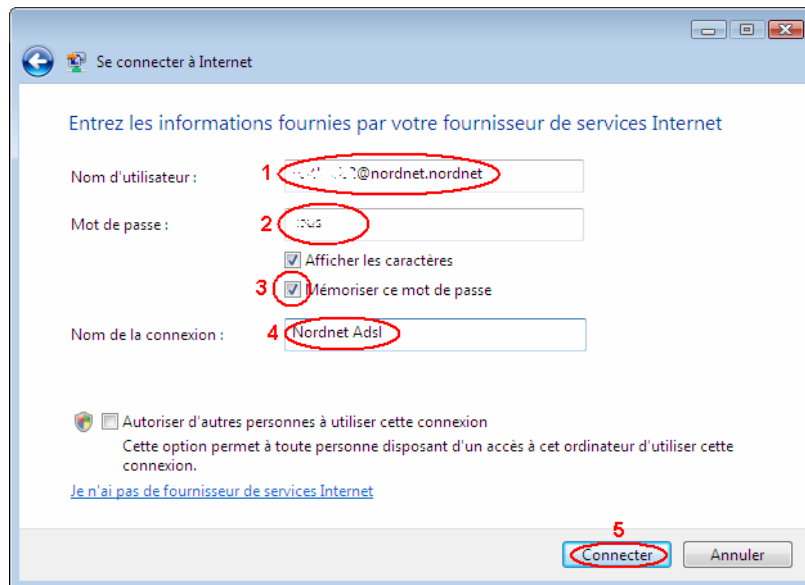 Se connecter à Internet
Entrez les informations fournies par votre fournisseur de services Internet
Nom d'utilisateur :
1
@nordnet.nordnet
Mot de passe :
2
Afficher les caractères
3
Mémoriser ce mot de passe
Nom de la connexion :
4
Nordnet Adsl
Autoriser d'autres personnes à utiliser cette connexion
Cette option permet à toute personne disposant d'un accès à cet ordinateur d'utiliser cette
connexion.
Je n'ai pas de fournisseur de services Internet
5
Connecter
Annuler